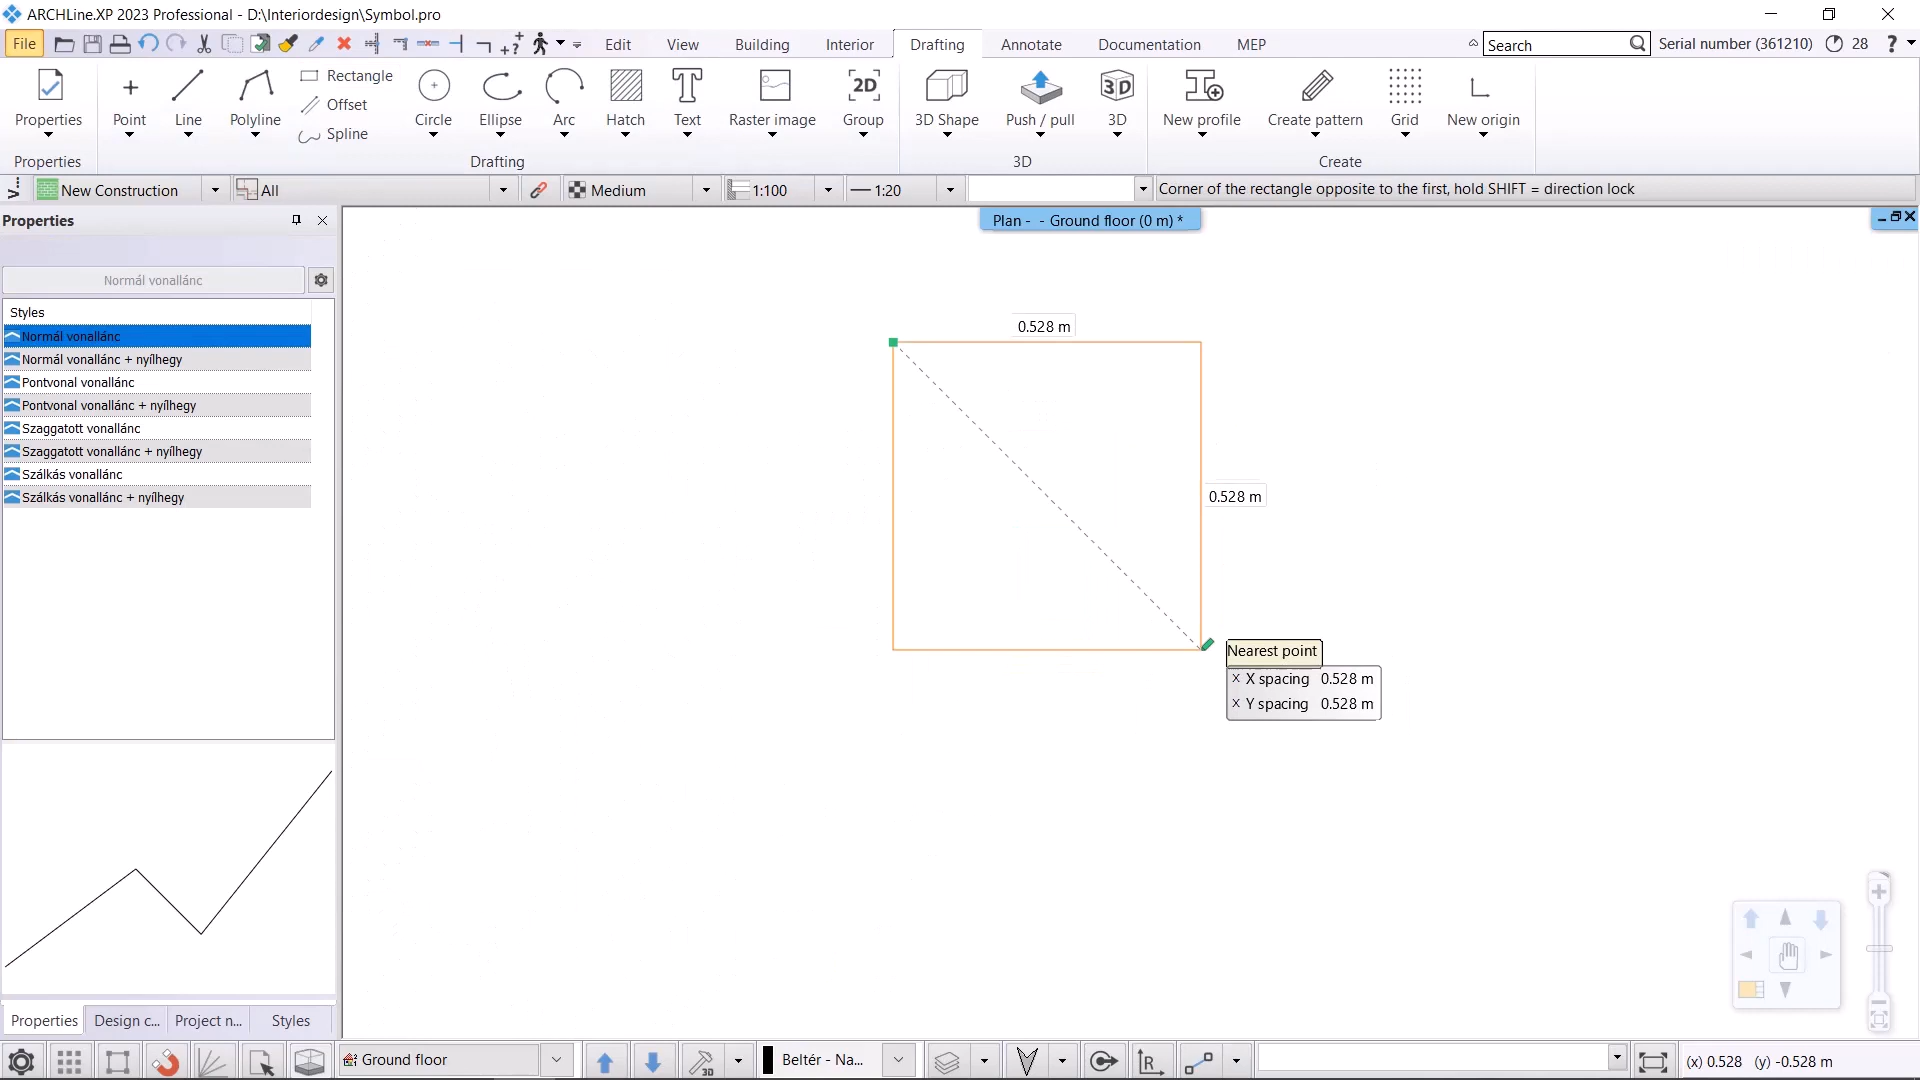 ARCHLine.XP 2023 Professional - D:\Interiordesign\Symbol.pro
File
Edit
View
Building
Interior
Drafting
Annotate
Documentation
MEP
Search
Serial number (361210)
28
?
Properties
Point
Line
Polyline
Rectangle
Offset
Spline
Circle
Ellipse
Arc
Hatch
Text
Raster image
2D
Group
3D Shape
Push / pull
3D
3D
New profile
Create pattern
Grid
New origin
Properties
Drafting
3D
Create
New Construction
All
Medium
1:100
1:20
Corner of the rectangle opposite to the first, hold SHIFT = direction lock
Properties
Plan - - Ground floor (0 m) *
Normál vonallánc
Styles
Normál vonallánc
Normál vonallánc + nyílhegy
Pontvonal vonallánc
Pontvonal vonallánc + nyílhegy
Szaggatott vonallánc
Szaggatott vonallánc + nyílhegy
Szálkás vonallánc
Szálkás vonallánc + nyílhegy
0.528 m
0.528 m
Nearest point
X spacing 0.528 m
Y spacing 0.528 m
Properties
Design c...
Project n...
Styles
Ground floor
3D
Beltér - Na...
R
(x) 0.528 (y) -0.528 m